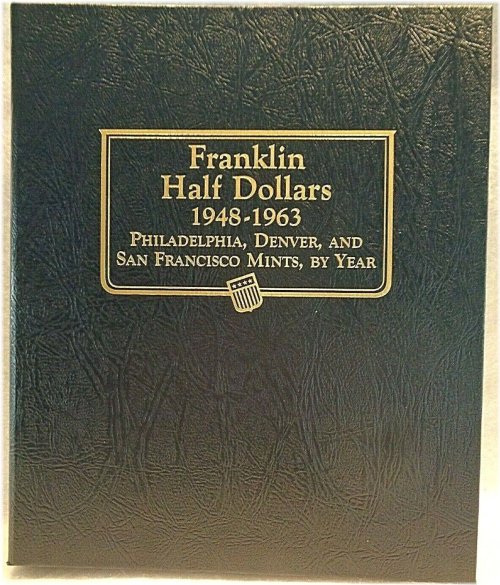 Franklin
Half Dollars
1948-1963
Philadelphia, Denver, and
San Francisco Mints, by Year